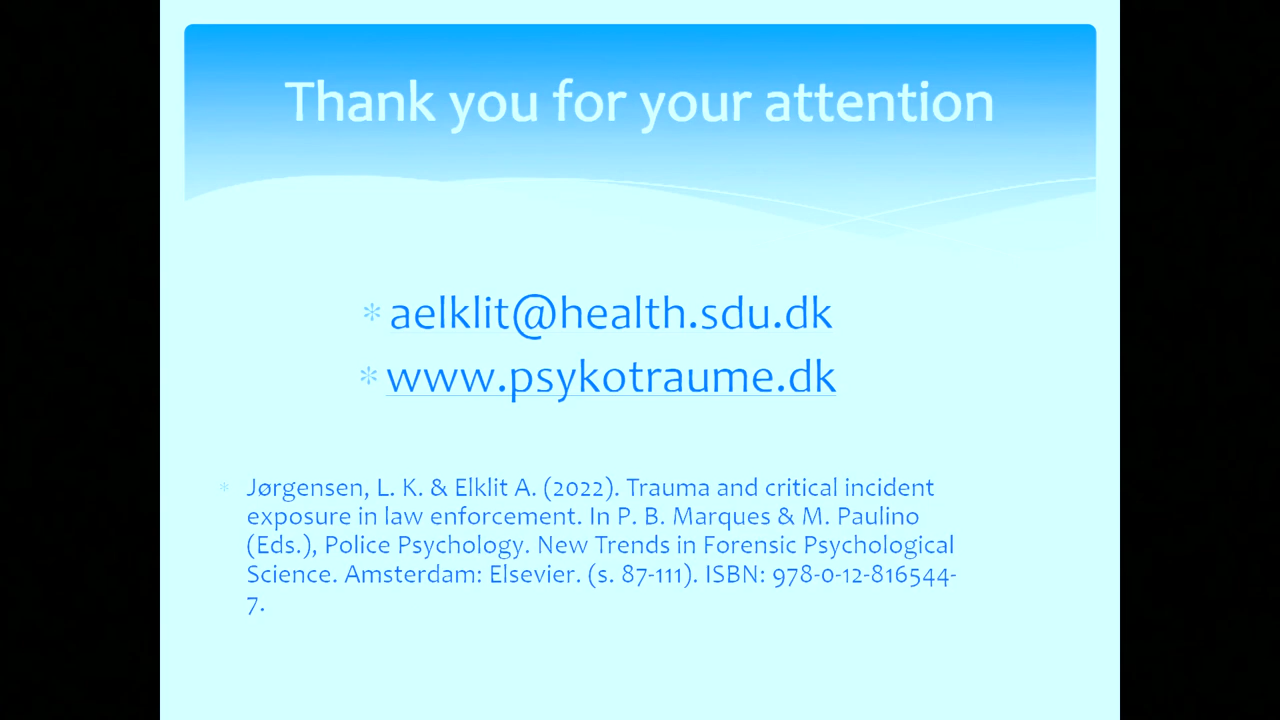 Thank you for your attention
* aelklit@health.sdu.dk
* www.psykotraume.dk
* Jørgensen, L. K. & Elklit A. (2022). Trauma and critical incident
exposure in law enforcement. In P. B. Marques & M. Paulino
(Eds.), Police Psychology. New Trends in Forensic Psychological
Science. Amsterdam: Elsevier. (s. 87-111). ISBN: 978-0-12-816544-
7.